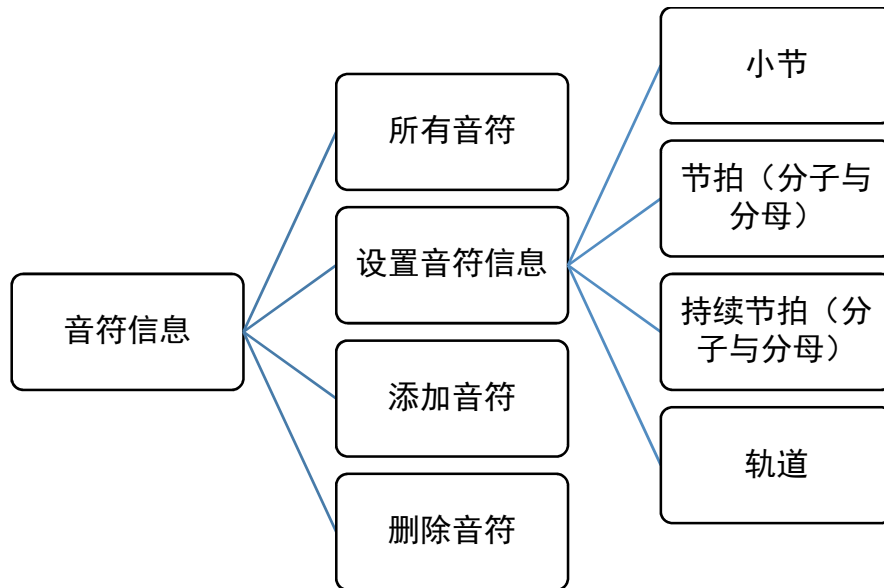 音符信息
所有音符
设置音符信息
添加音符
删除音符
小节
节拍（分子与
分母）
持续节拍（分
子与分母）
轨道